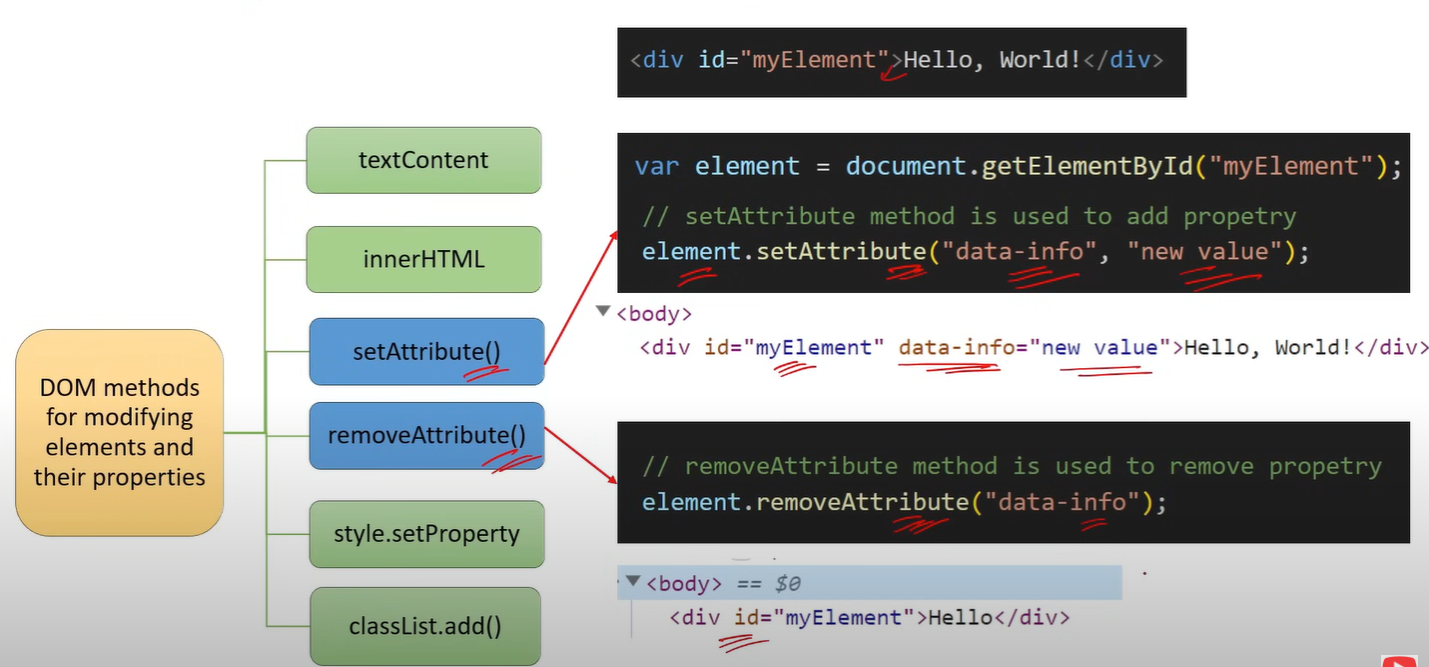 <div id="myElement">Hello, World!</div>
textContent
innerHTML
setAttribute()
removeAttribute()
style.setProperty
classList.add()
DOM methods
for modifying
elements and
their properties
var element = document.getElementById("myElement");
// setAttribute method is used to add propetry
element.setAttribute("data-info", "new value");
<body>
<div id="myElement" data-info="new value">Hello, World!</div>
// removeAttribute method is used to remove propetry
element.removeAttribute("data-info");
<body> == $0
<div id="myElement">Hello</div>